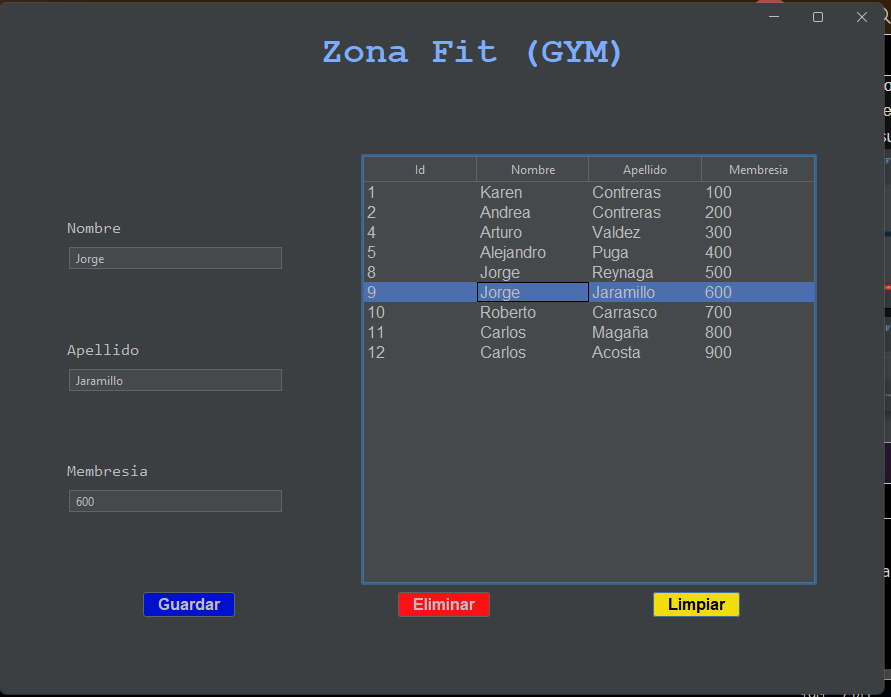 Zona Fit (GYM)
Id Nombre Apellido Membresia
1 Karen Contreras 100
2 Andrea Contreras 200
4 Arturo Valdez 300
5 Alejandro Puga 400
8 Jorge Reynaga 500
9 Jorge Jaramillo 600
10 Roberto Carrasco 700
11 Carlos Magaña 800
12 Carlos Acosta 900
Nombre
Jorge
Apellido
Jaramillo
Membresia
600
Guardar Eliminar Limpiar